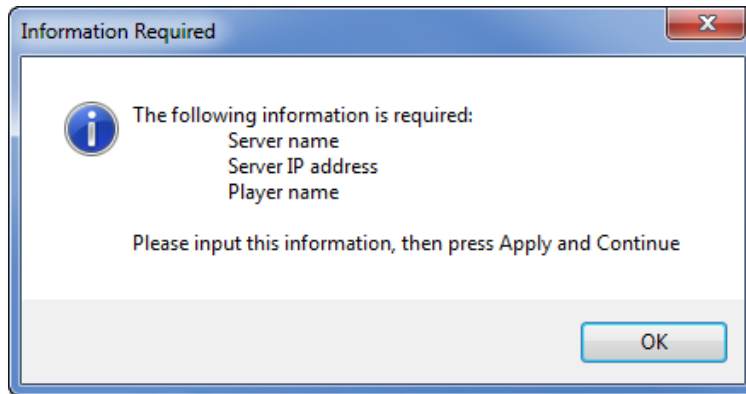 Information Required
The following information is required:
Server name
Server IP address
Player name
Please input this information, then press Apply and Continue
OK